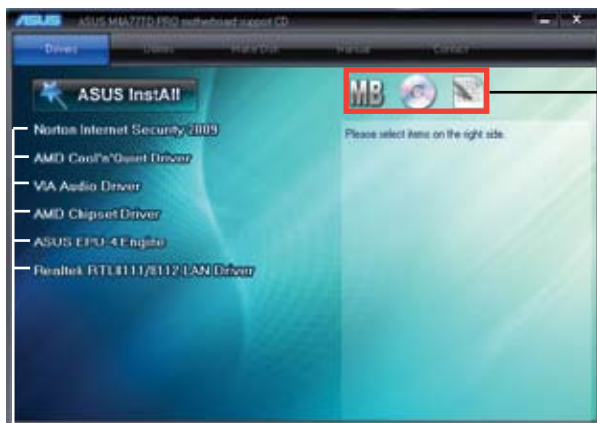 ASUS ASUS M4A77TD PRO motherboard support CD
Drivers Utilities Make Disk Manual Contact
ASUS InstAll
MB
Norton Internet Security 2009
Please select items on the right side.
AMD Cool'n'Quiet Driver
VIA Audio Driver
AMD Chipset Driver
ASUS EPU-4 Engine
Realtek RTL8111/8112 LAN Driver